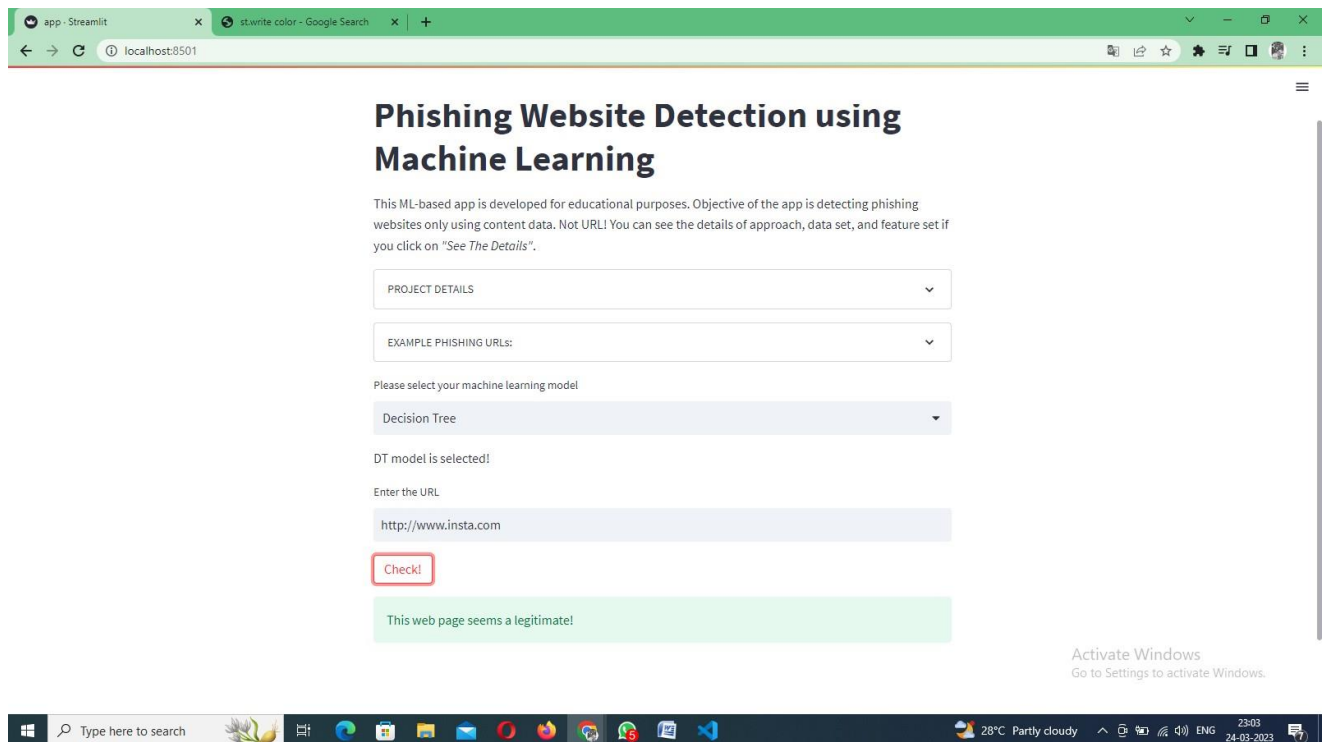 app · Streamlit
st.write color - Google Search
localhost:8501
Phishing Website Detection using
Machine Learning
This ML-based app is developed for educational purposes. Objective of the app is detecting phishing
websites only using content data. Not URL! You can see the details of approach, data set, and feature set if
you click on "See The Details".
PROJECT DETAILS
EXAMPLE PHISHING URLs:
Please select your machine learning model
Decision Tree
DT model is selected!
Enter the URL
http://www.insta.com
Check!
This web page seems a legitimate!
Activate Windows
Go to Settings to activate Windows.
Type here to search
28°C Partly cloudy
ENG
23:03
24-03-2023